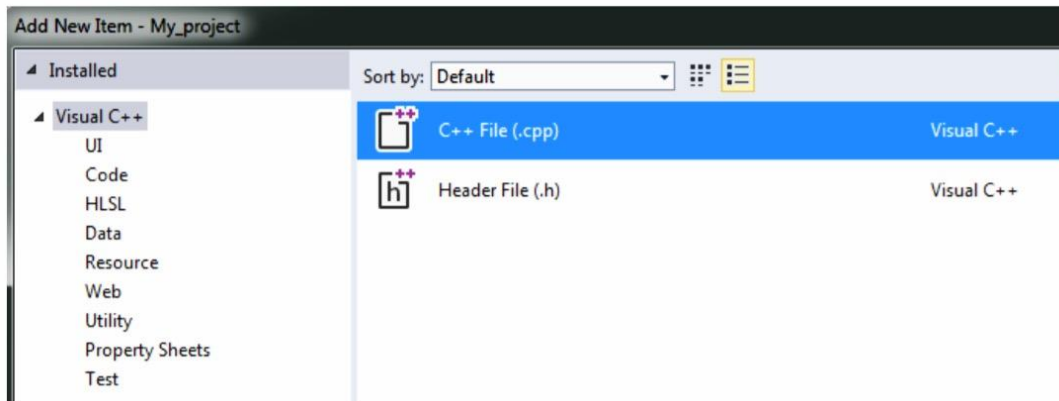 Add New Item - My_project
Installed
Sort by: Default
Visual C++
UI
Code
HLSL
Data
Resource
Web
Utility
Property Sheets
Test
++
C++ File (.cpp) Visual C++
h++
Header File (.h) Visual C++